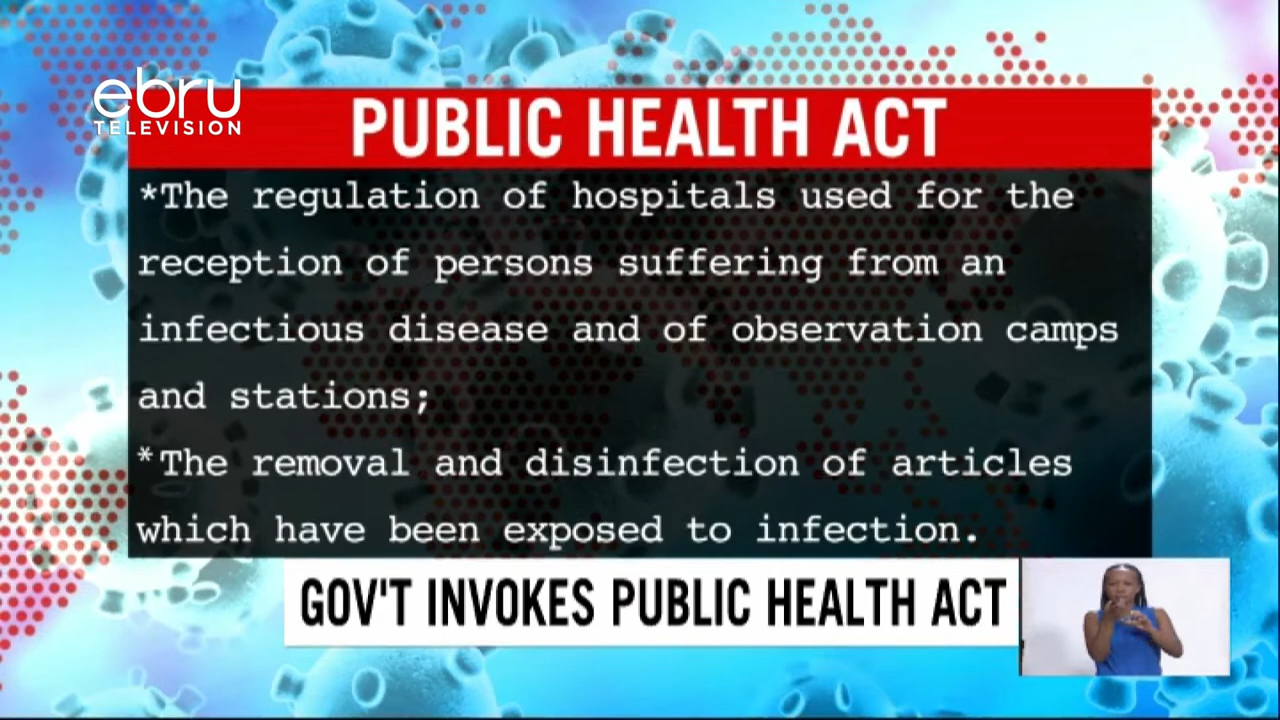 ebru
TELEVISION
PUBLIC HEALTH ACT
*The regulation of hospitals used for the
reception of persons suffering from an
infectious disease and of observation camps
and stations;
*The removal and disinfection of articles
which have been exposed to infection.
GOV'T INVOKES PUBLIC HEALTH ACT